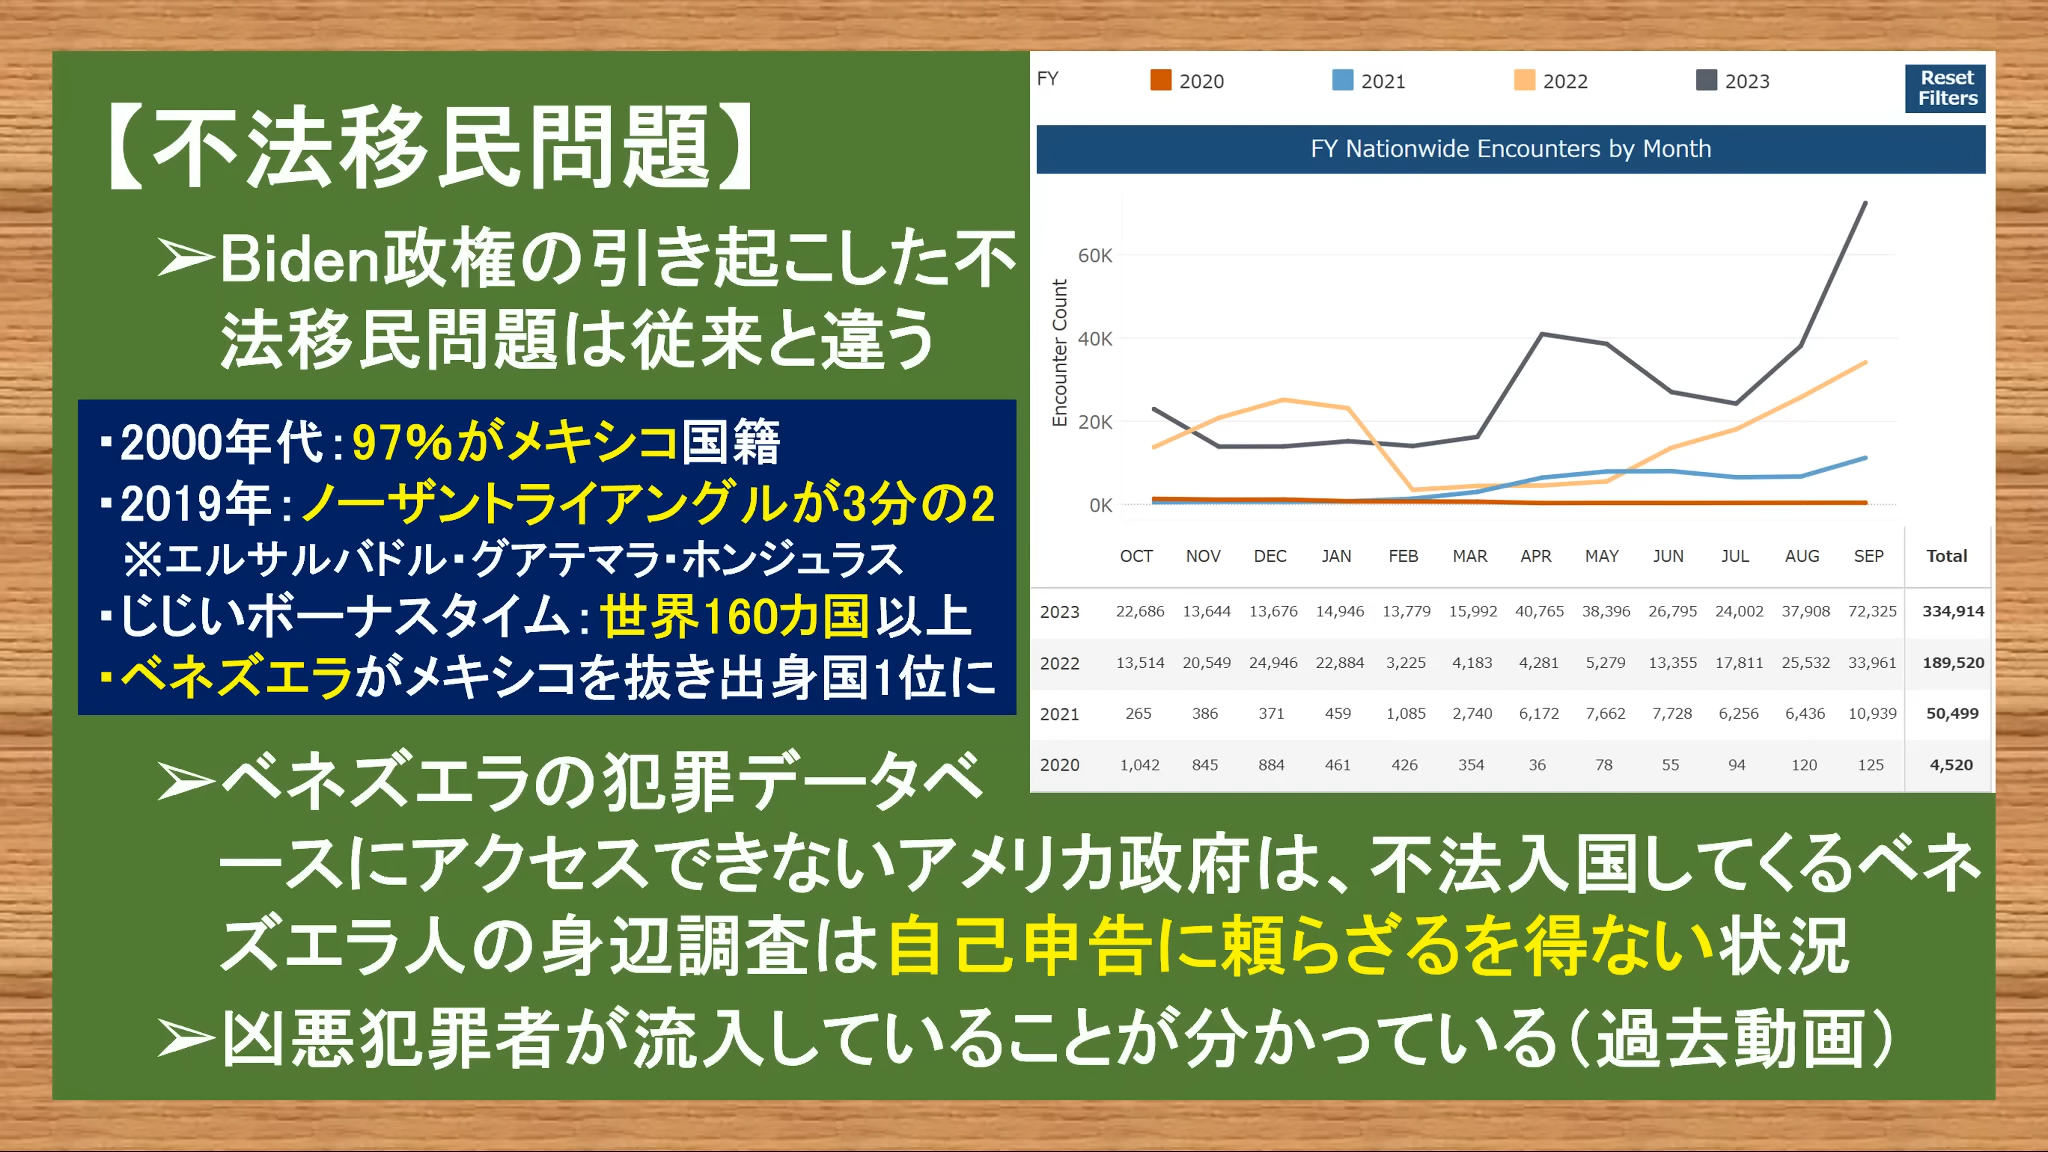 【不法移民問題】
➢Biden政権の引き起こした不
法移民問題は従来と違う
・2000年代：97％がメキシコ国籍
・2019年：ノーザントライアングルが3分の2
※エルサルバドル・グアテマラ・ホンジュラス
・じじいボーナスタイム：世界160カ国以上
・ベネズエラがメキシコを抜き出身国1位に
➢ベネズエラの犯罪データベ
ースにアクセスできないアメリカ政府は、不法入国してくるベネ
ズエラ人の身辺調査は自己申告に頼らざるを得ない状況
➢凶悪犯罪者が流入していることが分かっている（過去動画）
FY 2020 2021 2022 2023
Reset
Filters
FY Nationwide Encounters by Month
Encounter Count
60K
40K
20K
0K
OCT NOV DEC JAN FEB MAR APR MAY JUN JUL AUG SEP Total
2023 22,686 13,644 13,676 14,946 13,779 15,992 40,765 38,396 26,795 24,002 37,908 72,325 334,914
2022 13,514 20,549 24,946 22,884 3,225 4,183 4,281 5,279 13,355 17,811 25,532 33,961 189,520
2021 265 386 371 459 1,085 2,740 6,172 7,662 7,728 6,256 6,436 10,939 50,499
2020 1,042 845 884 461 426 354 36 78 55 94 120 125 4,520